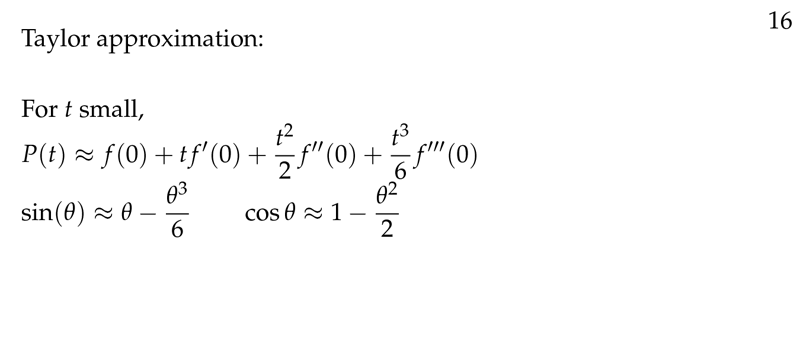 16
Taylor approximation:
For t small,
P(t) ≈ f(0) + tf′(0) + t²/2 f″(0) + t³/6 f‴(0)
sin(θ) ≈ θ − θ³/6 cos θ ≈ 1 − θ²/2